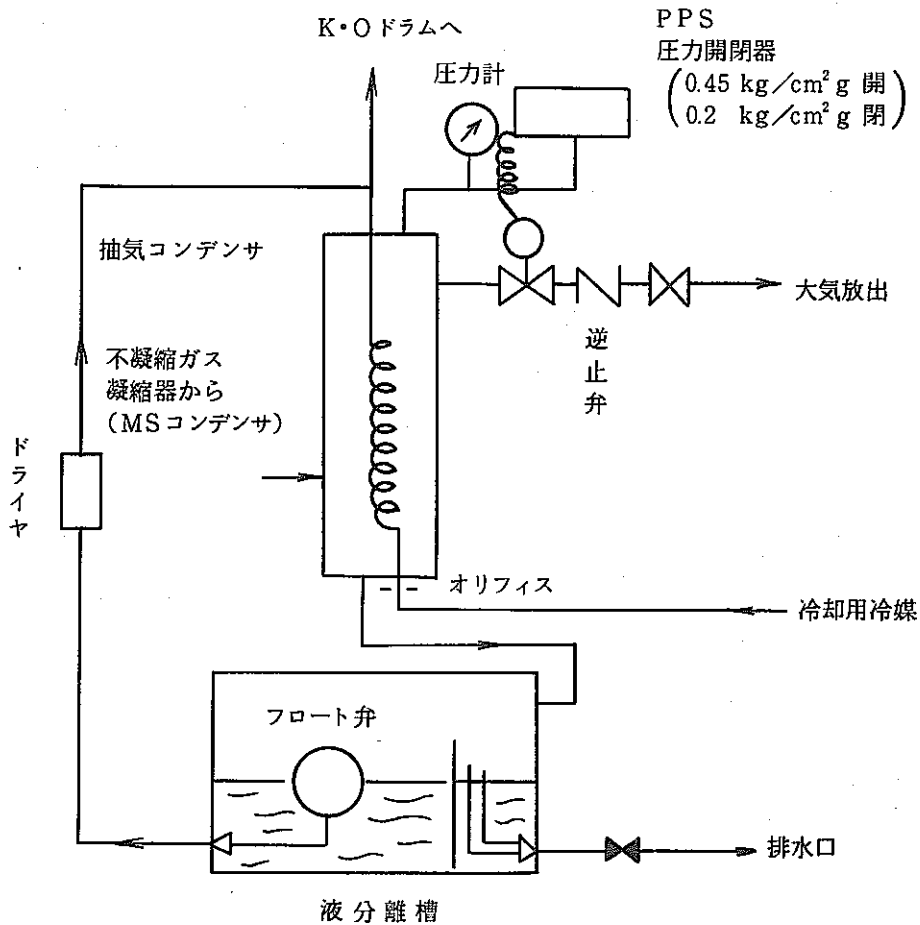 K・Oドラムへ
PPS
圧力開閉器
(0.45 kg/cm² g 開
0.2 kg/cm² g 閉)
圧力計
抽気コンデンサ
大気放出
逆止弁
不凝縮ガス
凝縮器から
(MSコンデンサ)
ドライヤ
オリフィス
冷却用冷媒
フロート弁
排水口
液分離槽